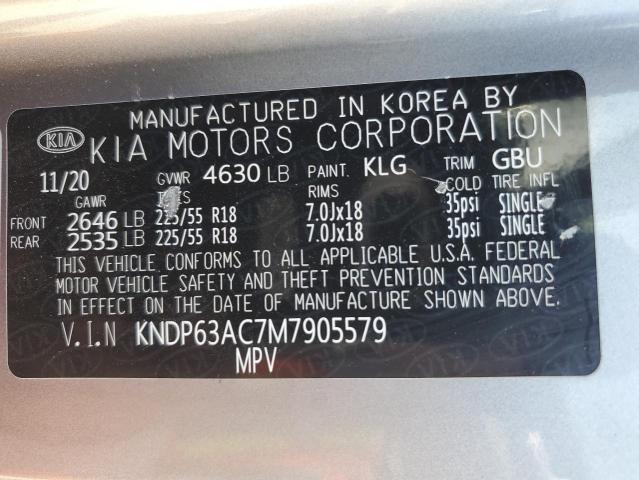 MANUFACTURED IN KOREA BY
KIA KIA MOTORS CORPORATION
11/20 GVWR 4630 LB PAINT. KLG TRIM GBU
GAWR RIMS COLD TIRE INFL
FRONT 2646 LB 225/55 R18 7.0Jx18 35psi SINGLE
REAR 2535 LB 225/55 R18 7.0Jx18 35psi SINGLE
THIS VEHICLE CONFORMS TO ALL APPLICABLE U.S.A. FEDERAL
MOTOR VEHICLE SAFETY AND THEFT PREVENTION STANDARDS
IN EFFECT ON THE DATE OF MANUFACTURE SHOWN ABOVE.
V.I.N KNDP63AC7M7905579
MPV